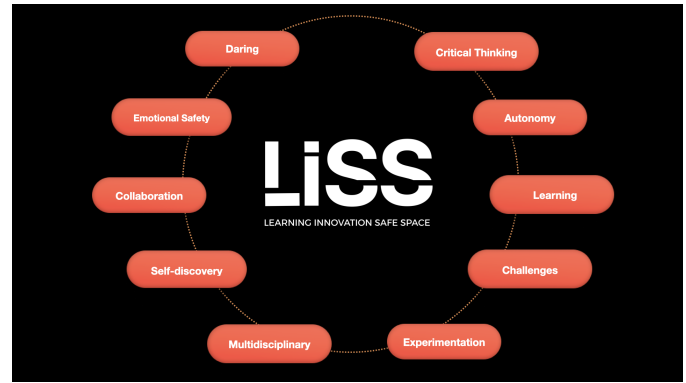 Daring
Critical Thinking
Emotional Safety
Autonomy
LiSS
LEARNING INNOVATION SAFE SPACE
Collaboration
Learning
Self-discovery
Challenges
Multidisciplinary
Experimentation